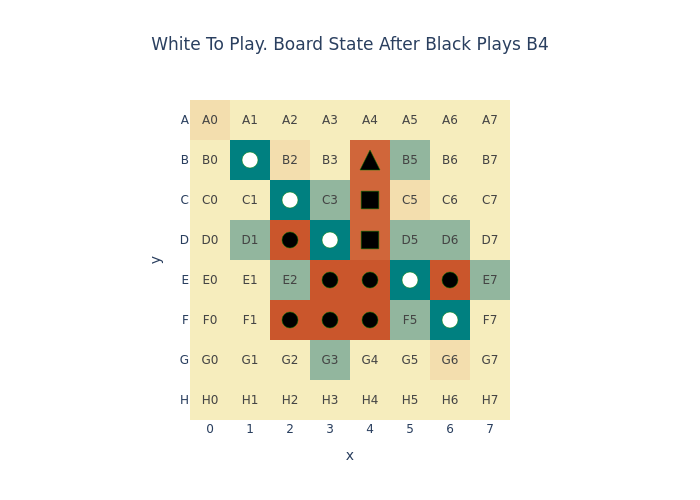 White To Play. Board State After Black Plays B4
A A0 A1 A2 A3 A4 A5 A6 A7
B B0 B2 B3 B5 B6 B7
C C0 C1 C3 C5 C6 C7
D D0 D1 D5 D6 D7
y
E E0 E1 E2 E7
F F0 F1 F5 F7
G G0 G1 G2 G3 G4 G5 G6 G7
H H0 H1 H2 H3 H4 H5 H6 H7
0 1 2 3 4 5 6 7
x